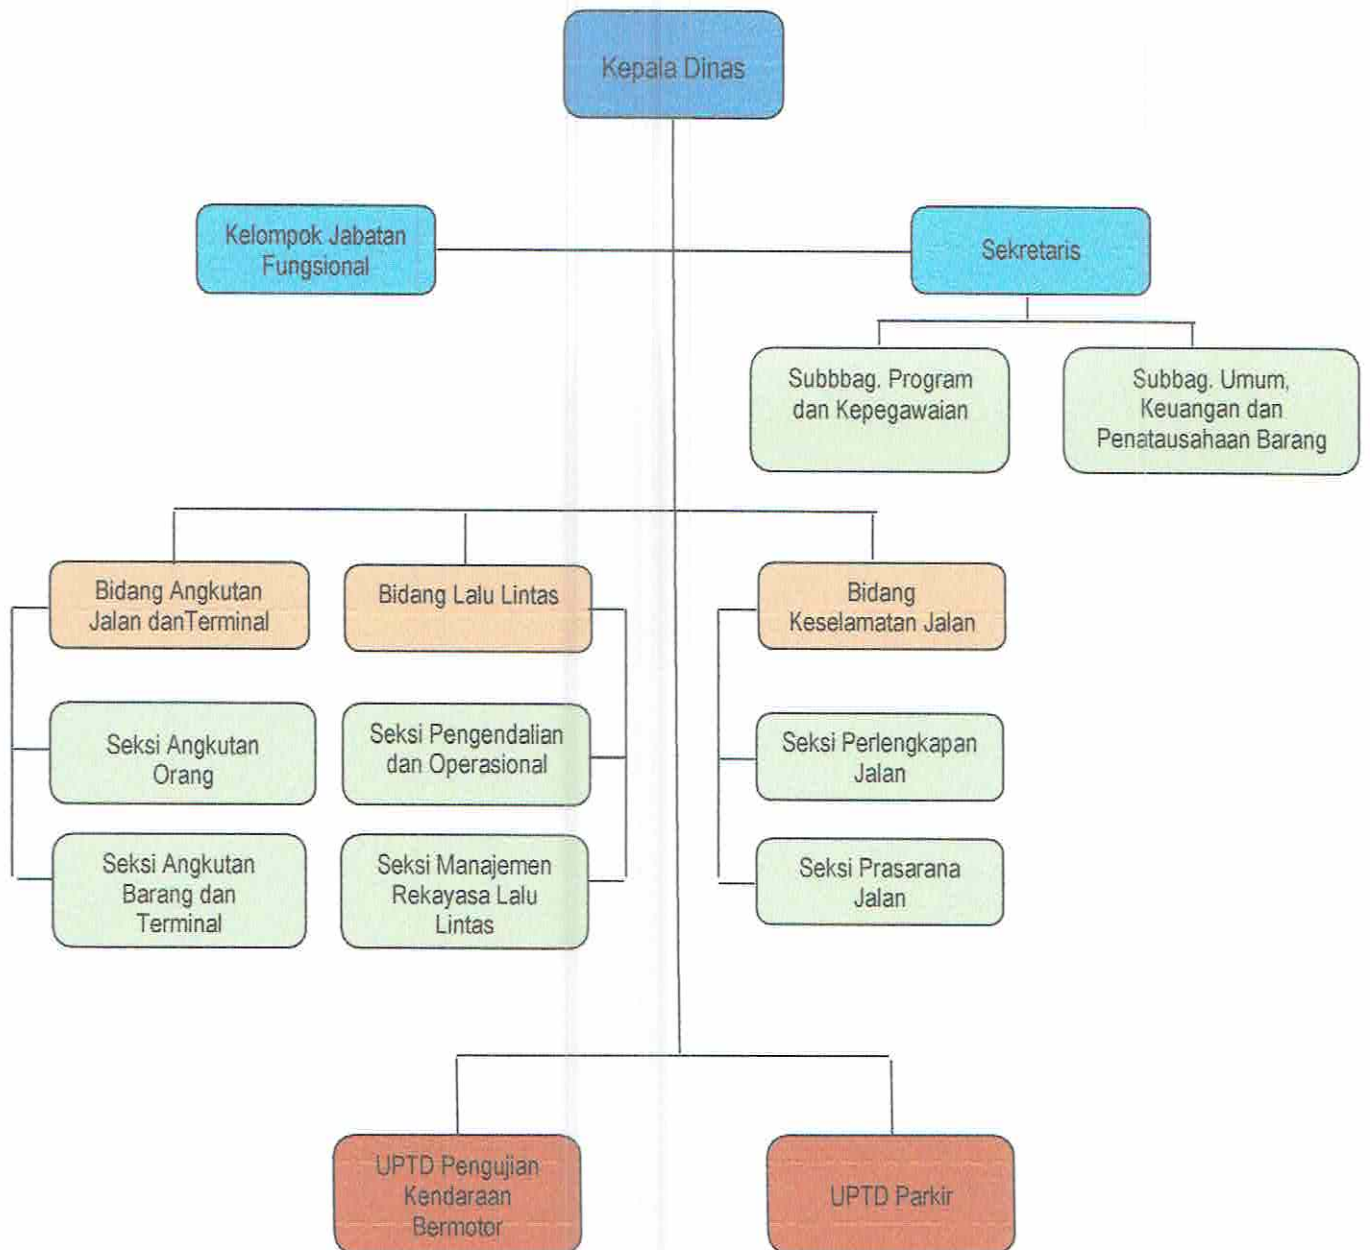 Kepala Dinas
Kelompok Jabatan
Fungsional
Sekretaris
Subbbag. Program
dan Kepegawaian
Subbag. Umum,
Keuangan dan
Penatausahaan Barang
Bidang Angkutan
Jalan danTerminal
Bidang Lalu Lintas
Bidang
Keselamatan Jalan
Seksi Angkutan
Orang
Seksi Pengendalian
dan Operasional
Seksi Perlengkapan
Jalan
Seksi Angkutan
Barang dan
Terminal
Seksi Manajemen
Rekayasa Lalu
Lintas
Seksi Prasarana
Jalan
UPTD Pengujian
Kendaraan
Bermotor
UPTD Parkir